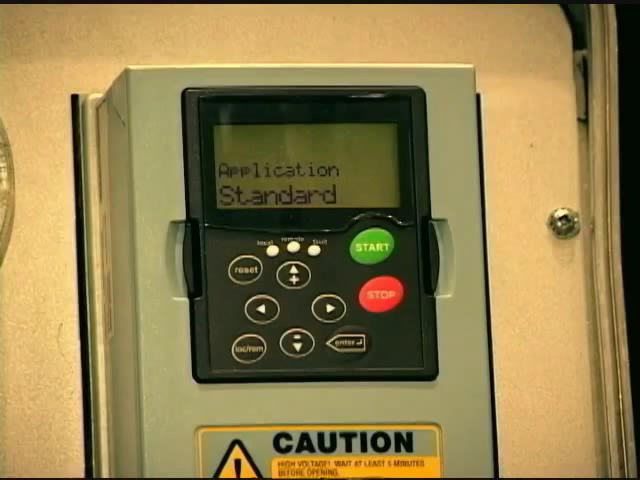 Application
Standard
local remote fault
START
reset
+
STOP
loc/rem
-
enter
CAUTION
HIGH VOLTAGE! WAIT AT LEAST 5 MINUTES
BEFORE OPENING